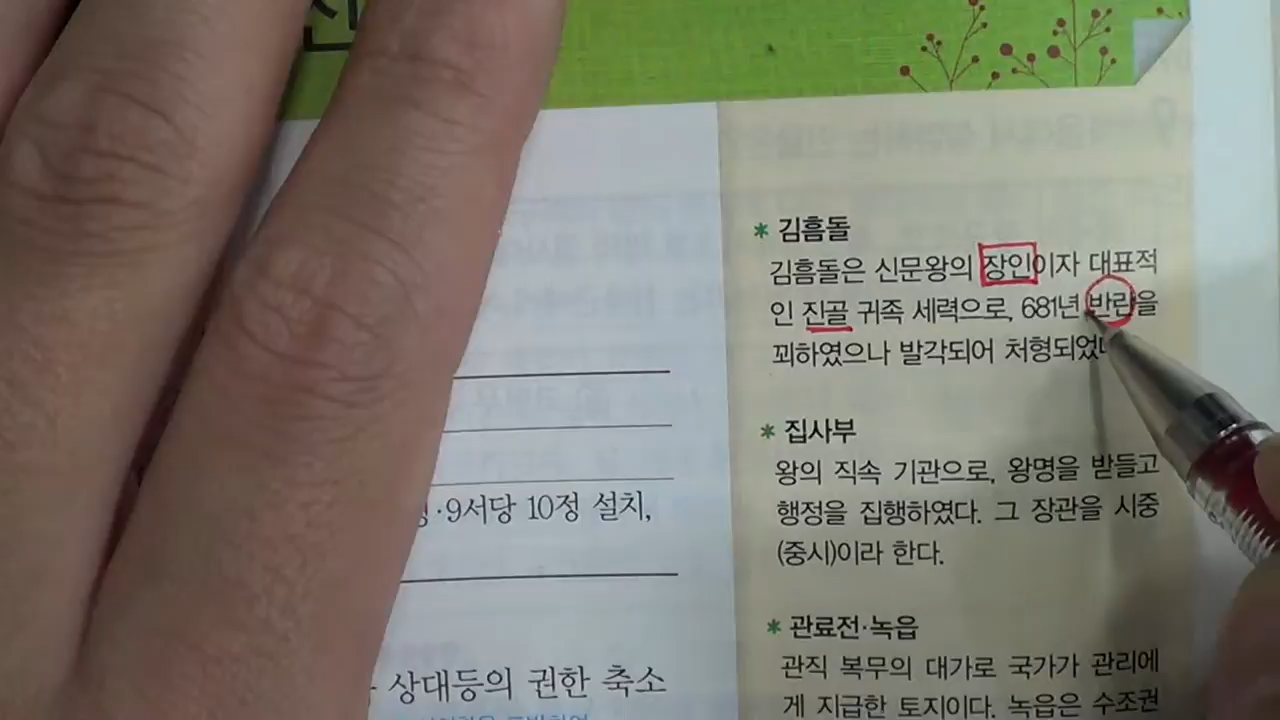 * 김흠돌
김흠돌은 신문왕의 장인이자 대표적
인 진골 귀족 세력으로, 681년 반란을
꾀하였으나 발각되어 처형되었
* 집사부
왕의 직속 기관으로, 왕명을 받들고
행정을 집행하였다. 그 장관을 시중
(중시)이라 한다.
·9서당 10정 설치,
* 관료전·녹읍
관직 복무의 대가로 국가가 관리에
게 지급한 토지이다. 녹읍은 수조권
상대등의 권한 축소